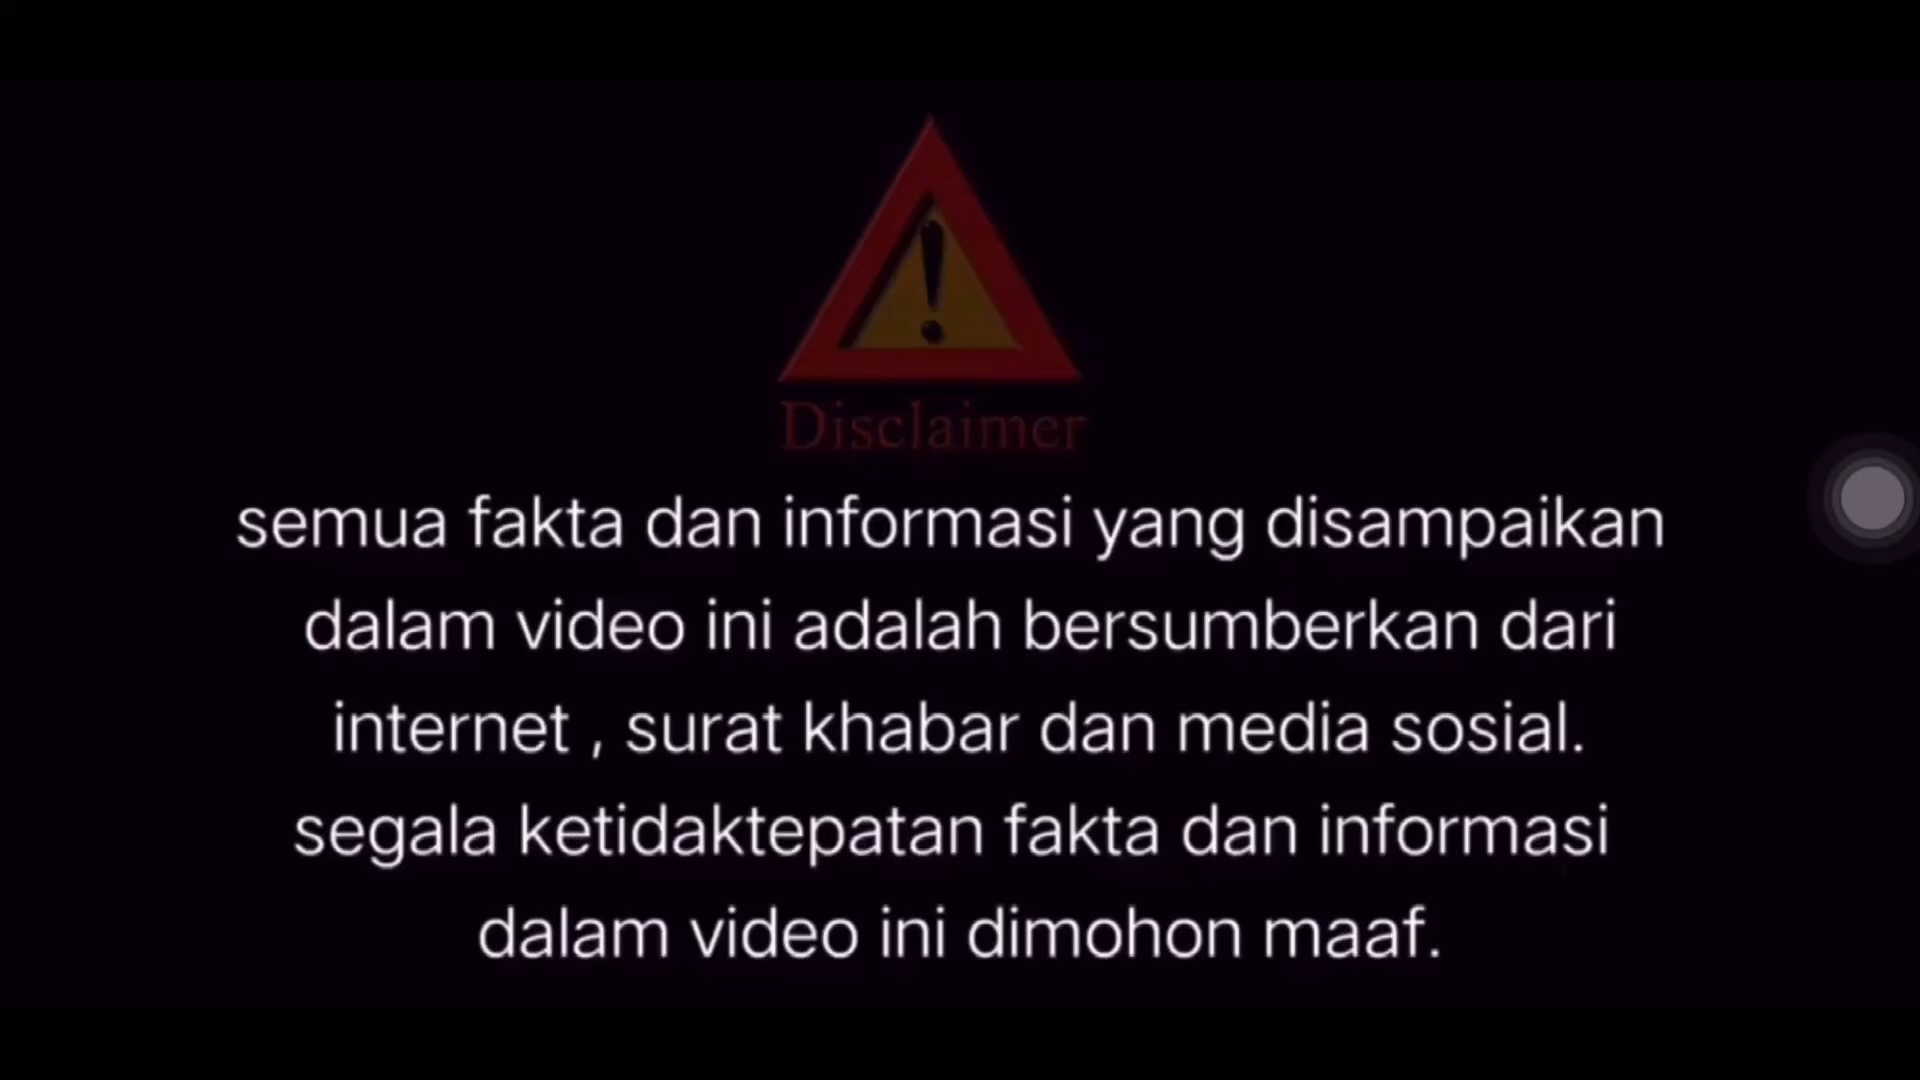 Disclaimer
semua fakta dan informasi yang disampaikan
dalam video ini adalah bersumberkan dari
internet , surat khabar dan media sosial.
segala ketidaktepatan fakta dan informasi
dalam video ini dimohon maaf.